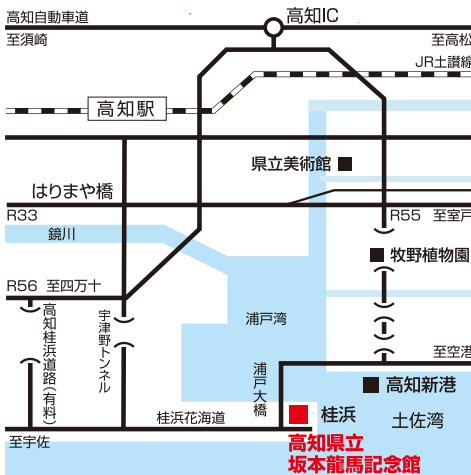 高知自動車道
高知IC
至須崎
至高松
JR土讃線
高知駅
県立美術館
はりまや橋
R33
R55 至室戸
鏡川
牧野植物園
R56 至四万十
高知桂浜道路（有料）
宇津野トンネル
浦戸湾
至空港
浦戸大橋
高知新港
桂浜花海道
桂浜
土佐湾
至宇佐
高知県立
坂本龍馬記念館